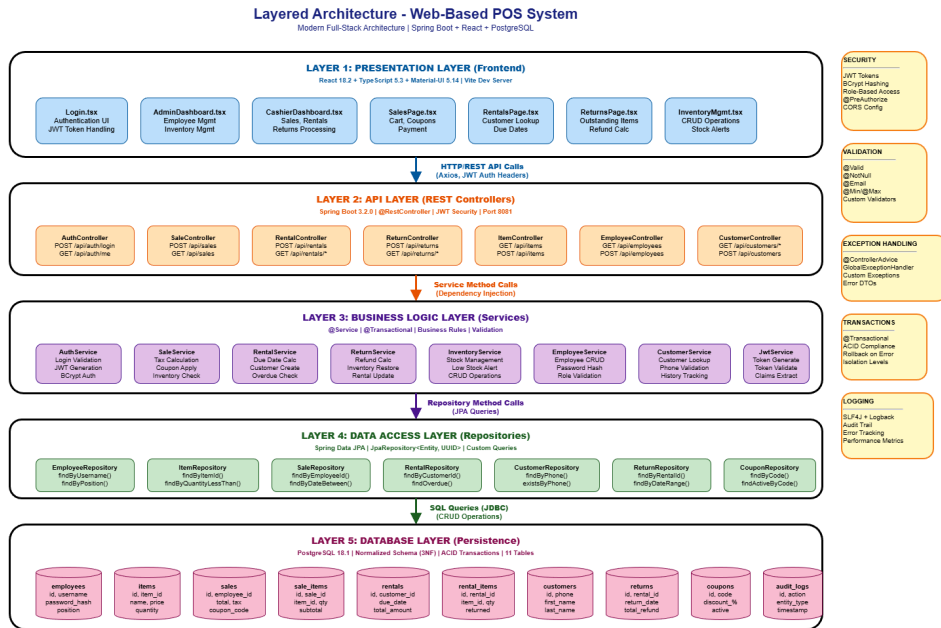 Layered Architecture - Web-Based POS System
Modern Full-Stack Architecture | Spring Boot + React + PostgreSQL
LAYER 1: PRESENTATION LAYER (Frontend)
React 18.2 + TypeScript 5.3 + Material-UI 5.14 | Vite Dev Server
Login.tsx
Authentication UI
JWT Token Handling
AdminDashboard.tsx
Employee Mgmt
Inventory Mgmt
CashierDashboard.tsx
Sales, Rentals
Returns Processing
SalesPage.tsx
Cart, Coupons
Payment
RentalsPage.tsx
Customer Lookup
Due Dates
ReturnsPage.tsx
Outstanding Items
Refund Calc
InventoryMgmt.tsx
CRUD Operations
Stock Alerts
HTTP/REST API Calls
(Axios, JWT Auth Headers)
LAYER 2: API LAYER (REST Controllers)
Spring Boot 3.2.0 | @RestController | JWT Security | Port 8081
AuthController
POST /api/auth/login
GET /api/auth/me
SaleController
POST /api/sales
GET /api/sales
RentalController
POST /api/rentals
GET /api/rentals/*
ReturnController
POST /api/returns
GET /api/returns/*
ItemController
GET /api/items
POST /api/items
EmployeeController
GET /api/employees
POST /api/employees
CustomerController
GET /api/customers/*
POST /api/customers
Service Method Calls
(Dependency Injection)
LAYER 3: BUSINESS LOGIC LAYER (Services)
@Service | @Transactional | Business Rules | Validation
AuthService
Login Validation
JWT Generation
BCrypt Auth
SaleService
Tax Calculation
Coupon Apply
Inventory Check
RentalService
Due Date Calc
Customer Create
Overdue Check
ReturnService
Refund Calc
Inventory Restore
Rental Update
InventoryService
Stock Management
Low Stock Alert
CRUD Operations
EmployeeService
Employee CRUD
Password Hash
Role Validation
CustomerService
Customer Lookup
Phone Validation
History Tracking
JwtService
Token Generate
Token Validate
Claims Extract
Repository Method Calls
(JPA Queries)
LAYER 4: DATA ACCESS LAYER (Repositories)
Spring Data JPA | JpaRepository<Entity, UUID> | Custom Queries
EmployeeRepository
findByUsername()
findByPosition()
ItemRepository
findByItemId()
findByQuantityLessThan()
SaleRepository
findByEmployeeId()
findByDateBetween()
RentalRepository
findByCustomerId()
findOverdue()
CustomerRepository
findByPhone()
existsByPhone()
ReturnRepository
findByRentalId()
findByDateRange()
CouponRepository
findByCode()
findActiveByCode()
SQL Queries (JDBC)
(CRUD Operations)
LAYER 5: DATABASE LAYER (Persistence)
PostgreSQL 18.1 | Normalized Schema (3NF) | ACID Transactions | 11 Tables
employees
id, username
password_hash
position
items
id, item_id
name, price
quantity
sales
id, employee_id
total, tax
coupon_code
sale_items
id, sale_id
item_id, qty
subtotal
rentals
id, customer_id
due_date
total_amount
rental_items
id, rental_id
item_id, qty
returned
customers
id, phone
first_name
last_name
returns
id, rental_id
return_date
total_refund
coupons
id, code
discount_%
active
audit_logs
id, action
entity_type
timestamp
SECURITY
JWT Tokens
BCrypt Hashing
Role-Based Access
@PreAuthorize
CORS Config
VALIDATION
@Valid
@NotNull
@Email
@Min/@Max
Custom Validators
EXCEPTION HANDLING
@ControllerAdvice
GlobalExceptionHandler
Custom Exceptions
Error DTOs
TRANSACTIONS
@Transactional
ACID Compliance
Rollback on Error
Isolation Levels
LOGGING
SLF4J + Logback
Audit Trail
Error Tracking
Performance Metrics